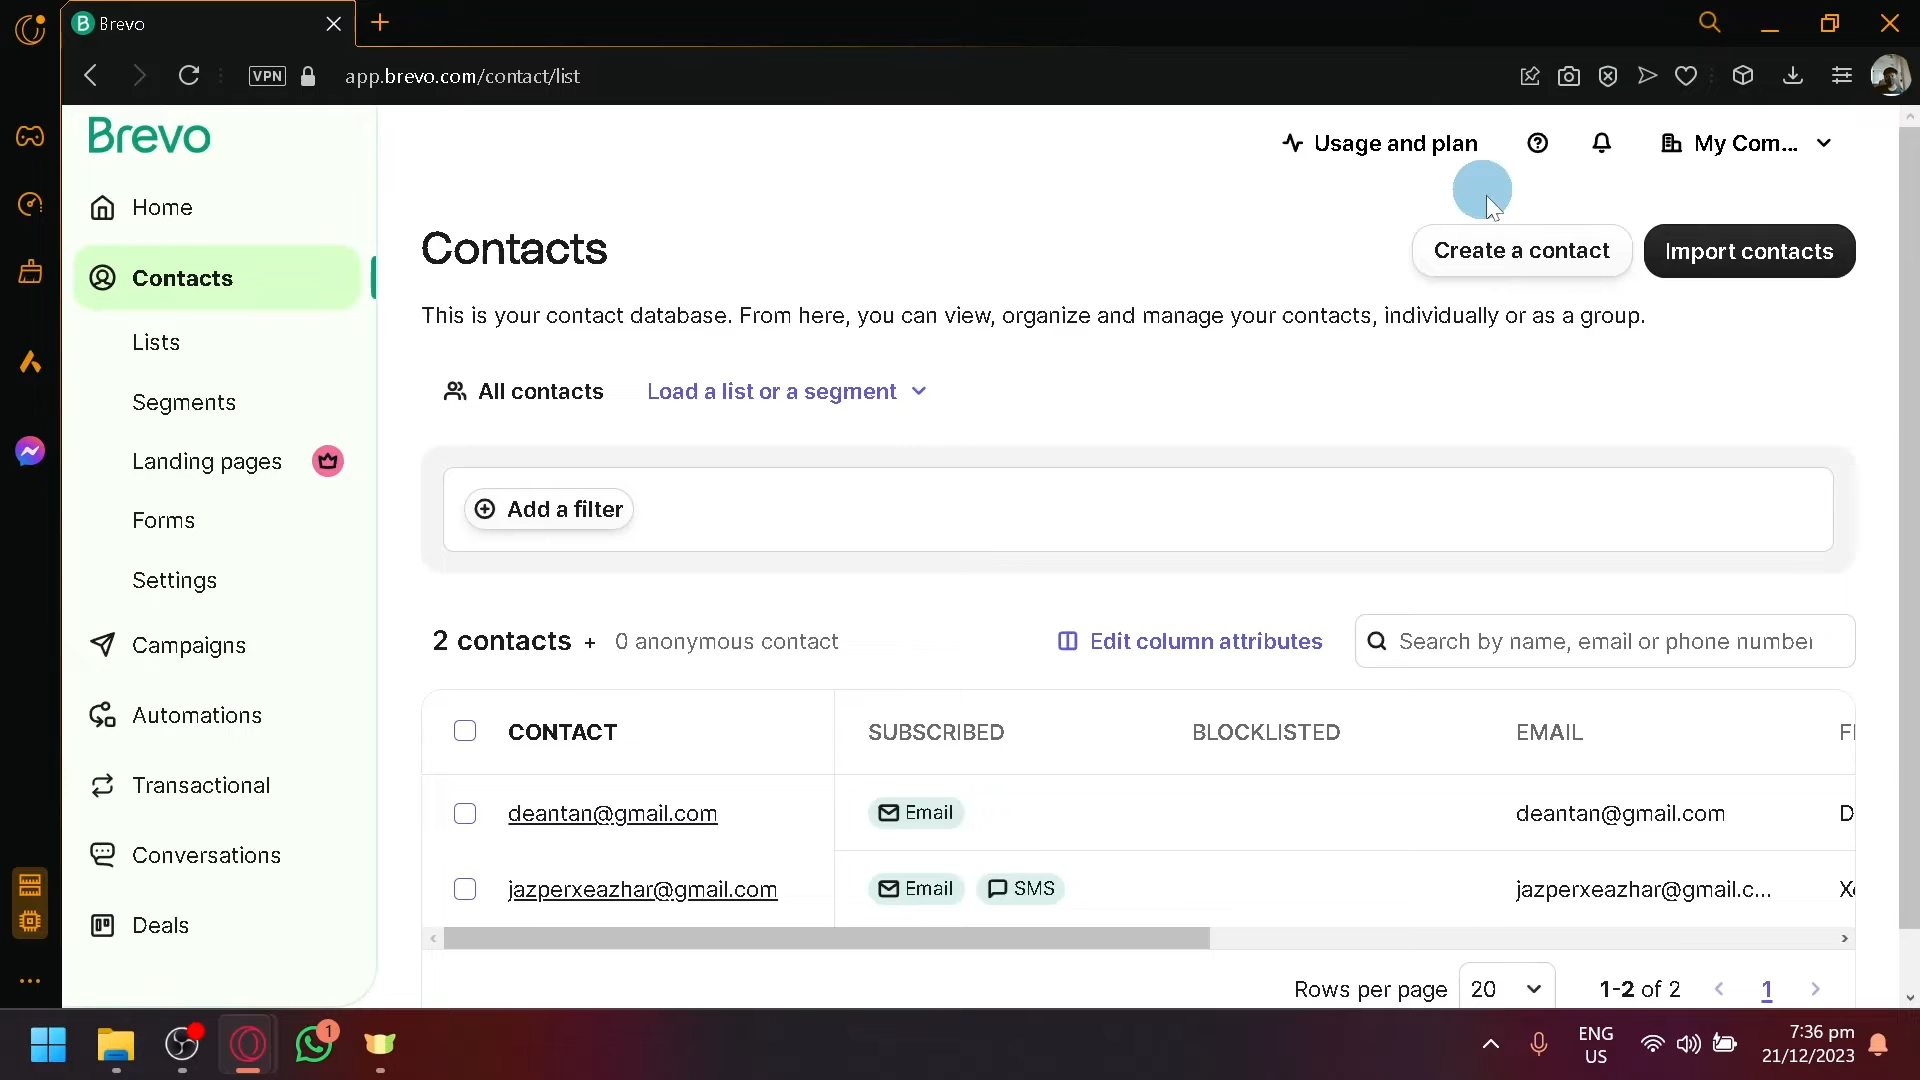 Brevo
VPN
app.brevo.com/contact/list
Brevo
Usage and plan
My Com...
Home
Contacts
Lists
Segments
Landing pages
Forms
Settings
Campaigns
Automations
Transactional
Conversations
Deals
Contacts
Create a contact
Import contacts
This is your contact database. From here, you can view, organize and manage your contacts, individually or as a group.
All contacts
Load a list or a segment
Add a filter
2 contacts + 0 anonymous contact
Edit column attributes
Search by name, email or phone number
CONTACT SUBSCRIBED BLOCKLISTED EMAIL
deantan@gmail.com Email deantan@gmail.com D
jazperxeazhar@gmail.com Email SMS jazperxeazhar@gmail.c...
Rows per page 20 1-2 of 2 1
1
ENG
US
7:36 pm
21/12/2023